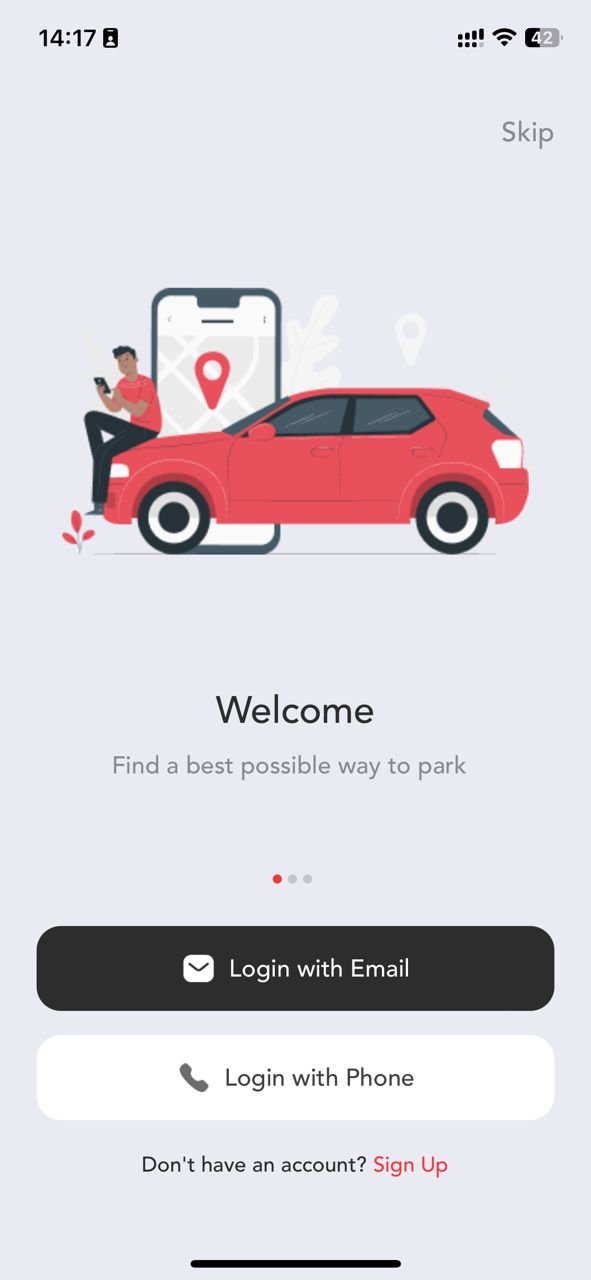 14:17
42
Skip
Welcome
Find a best possible way to park
Login with Email
Login with Phone
Don't have an account? Sign Up